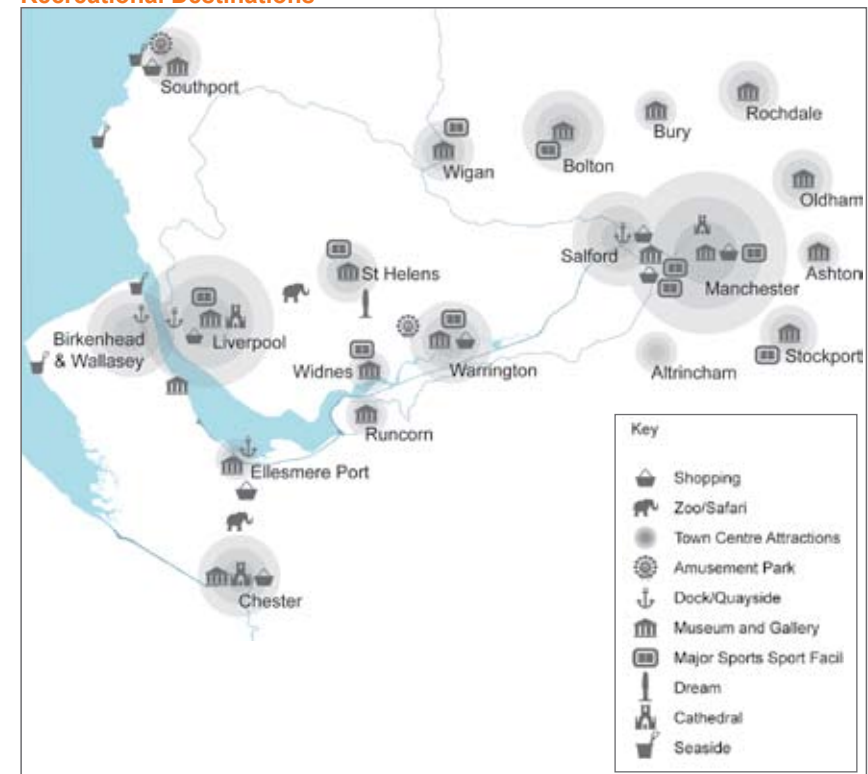 Recreational Destinations
Southport
Wigan
Bolton
Bury
Rochdale
Oldham
Salford
Manchester
Ashton
St Helens
Birkenhead
& Wallasey
Liverpool
Widnes
Warrington
Altrincham
Stockport
Runcorn
Ellesmere Port
Chester
Key
Shopping
Zoo/Safari
Town Centre Attractions
Amusement Park
Dock/Quayside
Museum and Gallery
Major Sports Sport Facil
Dream
Cathedral
Seaside